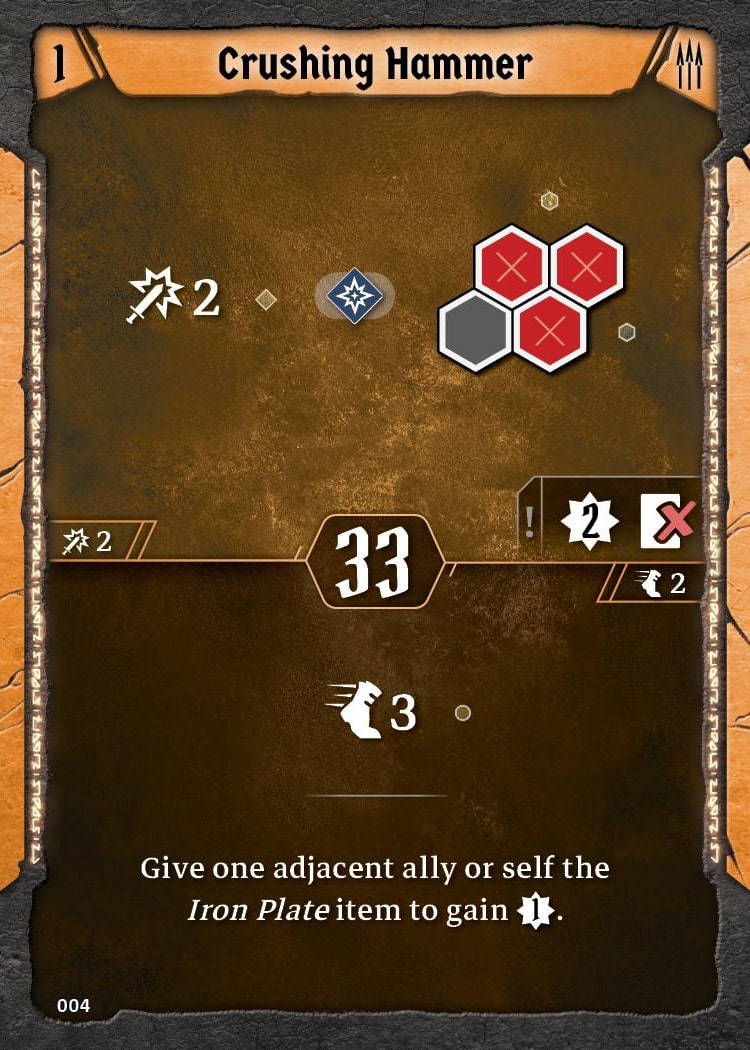 1
Crushing Hammer
2
! 2
2
33
2
3
Give one adjacent ally or self the
Iron Plate item to gain 1.
004